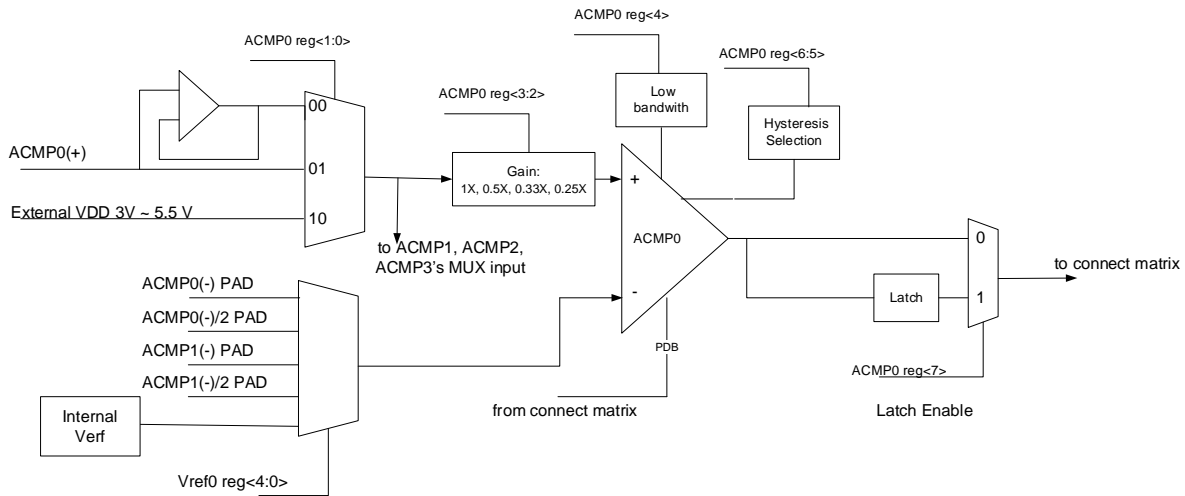 ACMP0 reg<4>
ACMP0 reg<1:0>
ACMP0 reg<6:5>
ACMP0 reg<3:2>
Low
bandwith
00
Hysteresis
Selection
ACMP0(+)
01
Gain:
1X, 0.5X, 0.33X, 0.25X
+
External VDD 3V ~ 5.5 V
10
ACMP0
0
to ACMP1, ACMP2,
ACMP3's MUX input
to connect matrix
ACMP0(-) PAD
-
Latch
1
ACMP0(-)/2 PAD
PDB
ACMP1(-) PAD
ACMP0 reg<7>
ACMP1(-)/2 PAD
from connect matrix
Latch Enable
Internal
Verf
Vref0 reg<4:0>